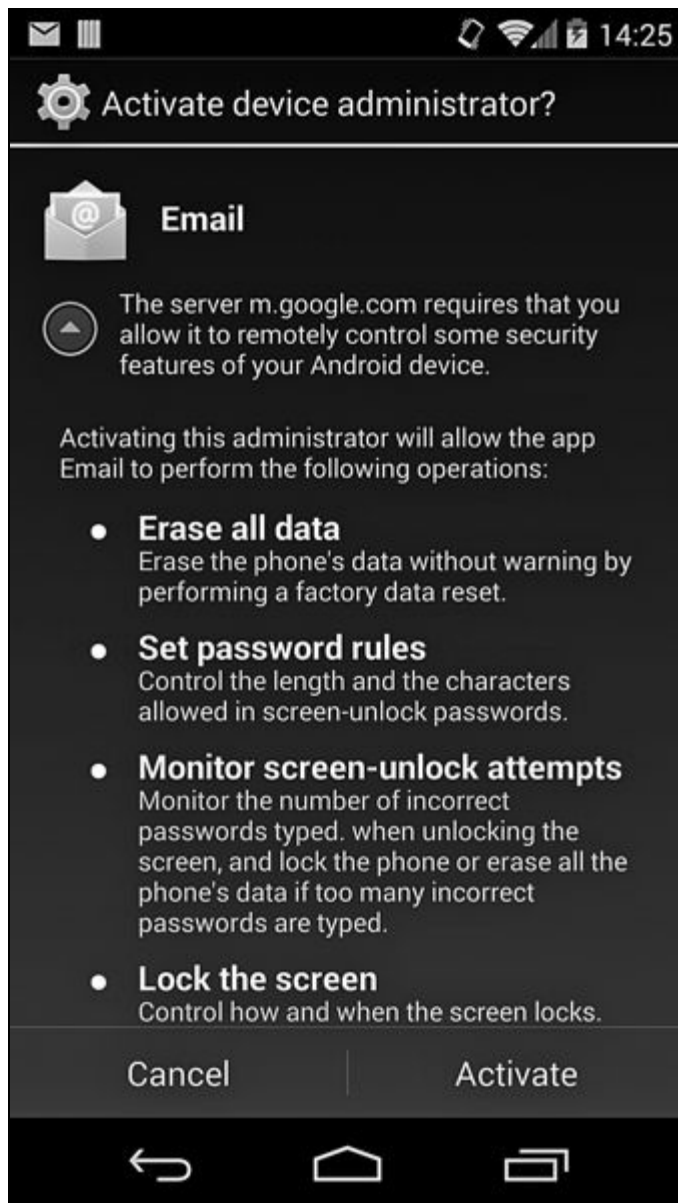 14:25
Activate device administrator?
@
Email
The server m.google.com requires that you
allow it to remotely control some security
features of your Android device.
Activating this administrator will allow the app
Email to perform the following operations:
• Erase all data
Erase the phone's data without warning by
performing a factory data reset.
• Set password rules
Control the length and the characters
allowed in screen-unlock passwords.
• Monitor screen-unlock attempts
Monitor the number of incorrect
passwords typed. when unlocking the
screen, and lock the phone or erase all the
phone's data if too many incorrect
passwords are typed.
• Lock the screen
Control how and when the screen locks.
Cancel Activate